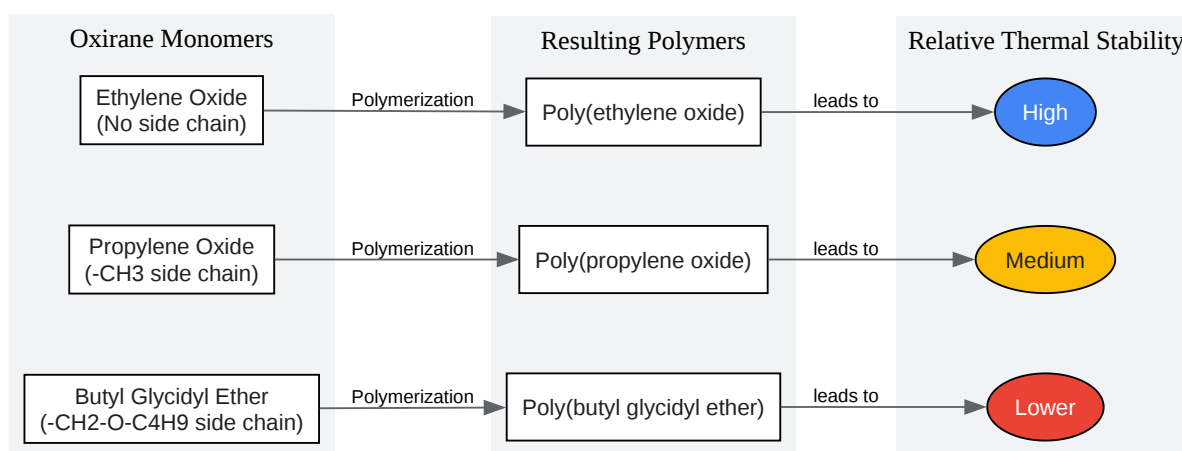 Oxirane Monomers
Resulting Polymers
Relative Thermal Stability
Ethylene Oxide
(No side chain)
Polymerization
Poly(ethylene oxide)
leads to
High
Propylene Oxide
(-CH3 side chain)
Polymerization
Poly(propylene oxide)
leads to
Medium
Butyl Glycidyl Ether
(-CH2-O-C4H9 side chain)
Polymerization
Poly(butyl glycidyl ether)
leads to
Lower